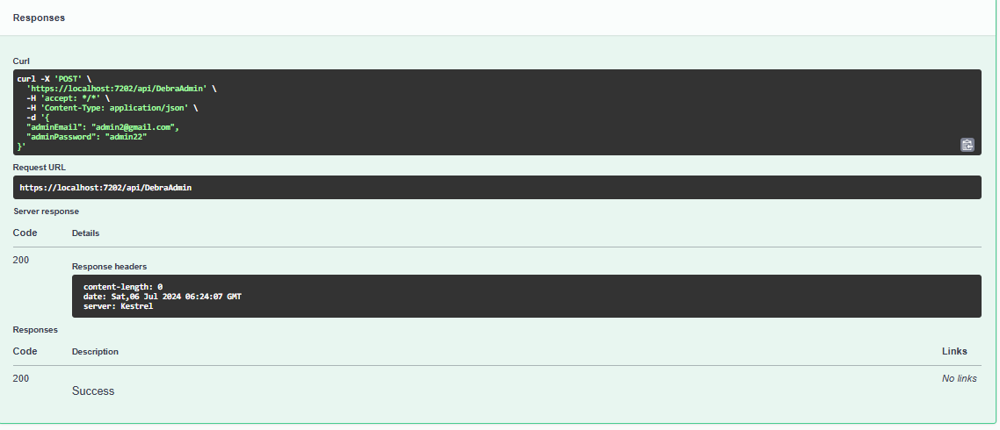 Responses
Curl
curl -X 'POST' \
'https://localhost:7202/api/DebraAdmin' \
-H 'accept: */*' \
-H 'Content-Type: application/json' \
-d '{
"adminEmail": "admin2@gmail.com",
"adminPassword": "admin22"
}'
Request URL
https://localhost:7202/api/DebraAdmin
Server response
Code Details
200
Response headers
content-length: 0
date: Sat,06 Jul 2024 06:24:07 GMT
server: Kestrel
Responses
Code Description Links
200 No links
Success